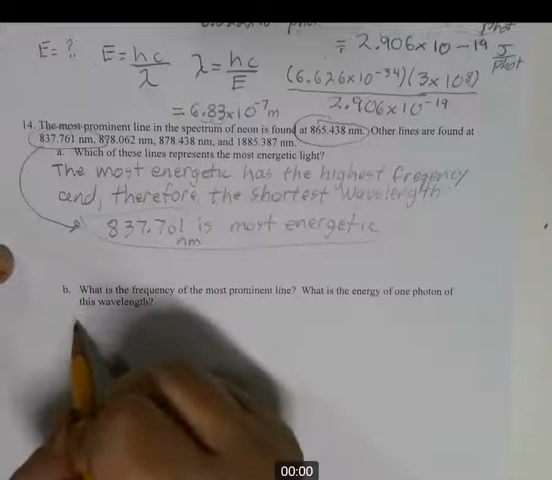 phot
E=? E=hc/λ λ=hc/E = 2.906x10-19 J/phot
(6.626x10-34)(3x108)
2.906x10-19
= 6.83x10-7m
14. The most prominent line in the spectrum of neon is found at 865.438 nm. Other lines are found at
837.761 nm, 878.062 nm, 878.438 nm, and 1885.387 nm.
a. Which of these lines represents the most energetic light?
The most energetic has the highest freqency
and, therefore, the shortest wavelength
837.761 is most energetic
nm
b. What is the frequency of the most prominent line? What is the energy of one photon of
this wavelength?
00:00